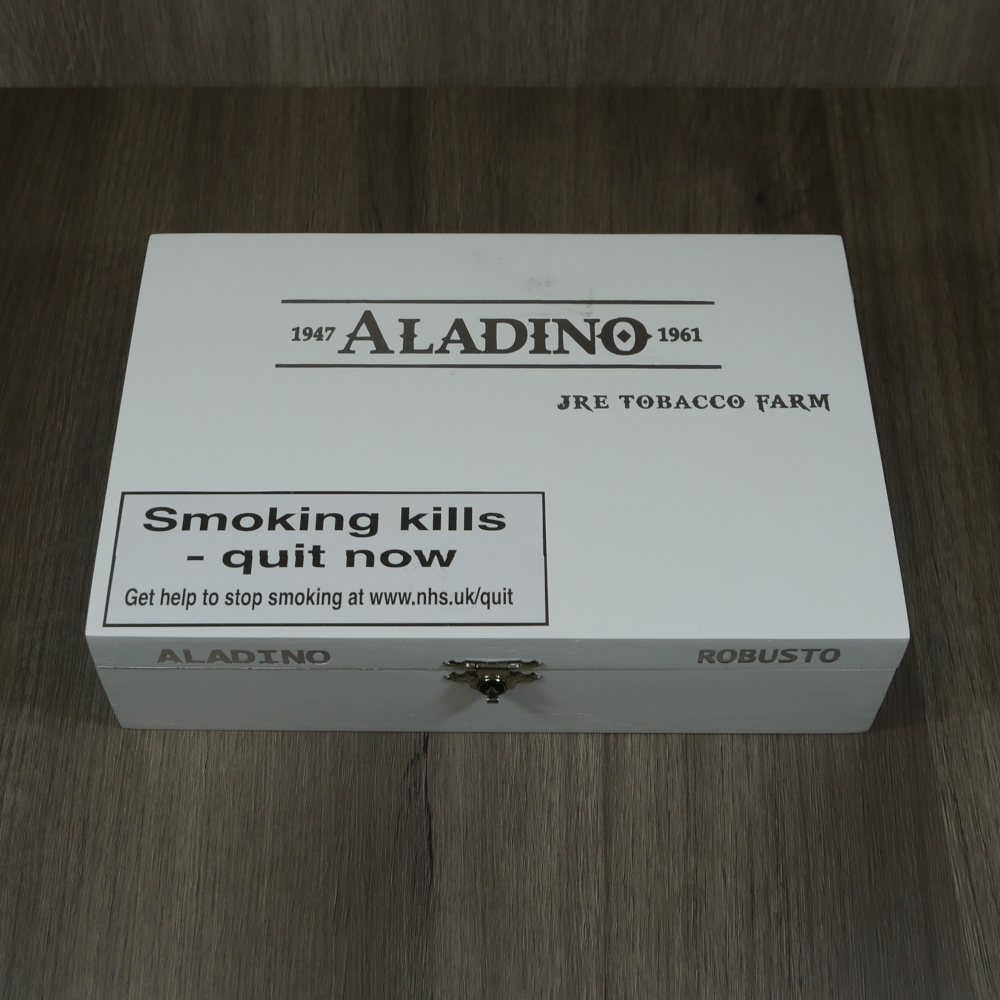 1947 ALADINO 1961
JRE TOBACCO FARM
Smoking kills
- quit now
Get help to stop smoking at www.nhs.uk/quit
ALADINO ROBUSTO